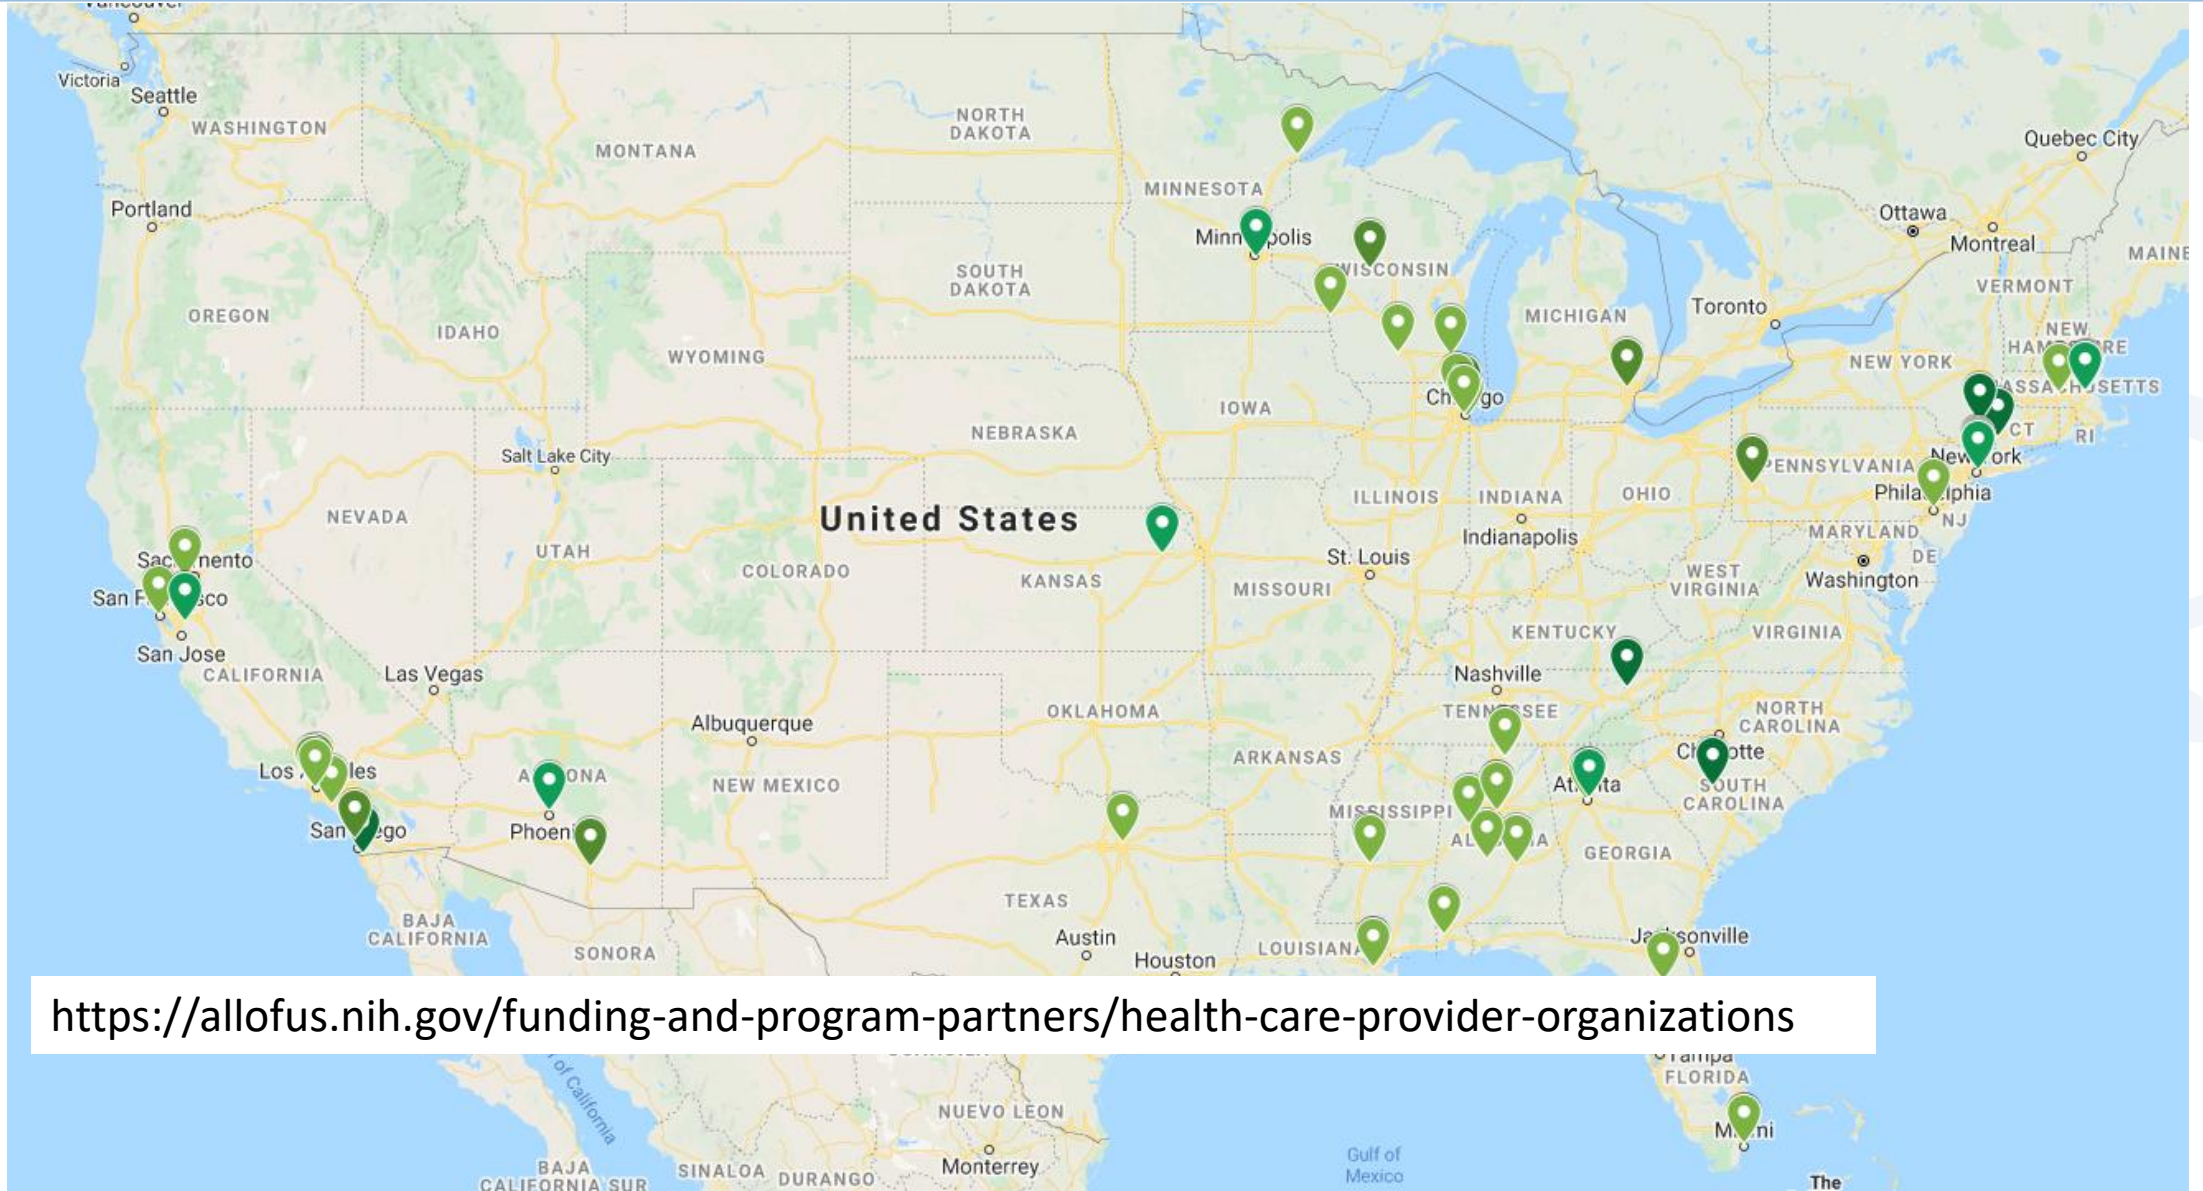 Vancouver
Victoria
Seattle
WASHINGTON
MONTANA
NORTH
DAKOTA
MINNESOTA
Quebec City
Portland
Ottawa
Montreal
MAINE
WISCONSIN
SOUTH
DAKOTA
OREGON
IDAHO
WYOMING
MICHIGAN
Toronto
VERMONT
NEW
NEW YORK
IOWA
Salt Lake City
NEBRASKA
CT
RI
PENNSYLVANIA
NJ
NEVADA
United States
ILLINOIS
INDIANA
OHIO
Indianapolis
MARYLAND
DE
UTAH
COLORADO
KANSAS
St. Louis
MISSOURI
WEST
VIRGINIA
Washington
San Jose
CALIFORNIA
Las Vegas
KENTUCKY
VIRGINIA
Nashville
Albuquerque
OKLAHOMA
TENNESSEE
NORTH
CAROLINA
NEW MEXICO
ARKANSAS
SOUTH
CAROLINA
MISSISSIPPI
GEORGIA
TEXAS
BAJA
CALIFORNIA
SONORA
Austin
Houston
LOUISIANA
Jacksonville
https://allofus.nih.gov/funding-and-program-partners/health-care-provider-organizations
Tampa
FLORIDA
of California
NUEVO LEON
Monterrey
BAJA
CALIFORNIA SUR
SINALOA
DURANGO
Gulf of
Mexico
The